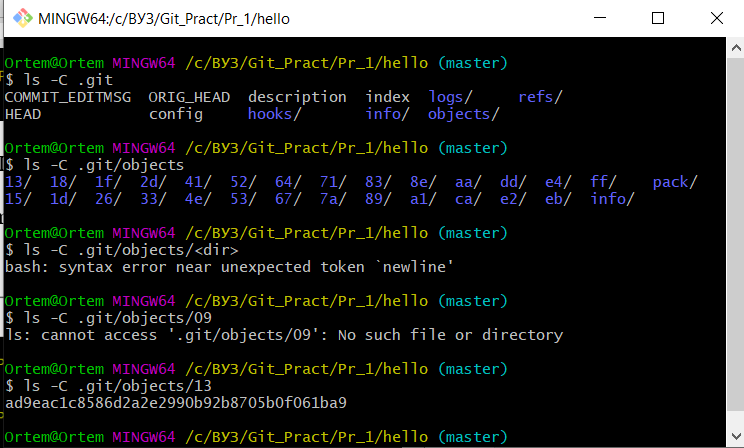 MINGW64:/c/ВУЗ/Git_Pract/Pr_1/hello
Ortem@Ortem MINGW64 /c/ВУЗ/Git_Pract/Pr_1/hello (master)
$ ls -C .git
COMMIT_EDITMSG  ORIG_HEAD  description  index  logs/     refs/
HEAD            config     hooks/       info/  objects/
Ortem@Ortem MINGW64 /c/ВУЗ/Git_Pract/Pr_1/hello (master)
$ ls -C .git/objects
13/  18/  1f/  2d/  41/  52/  64/  71/  83/  8e/  aa/  dd/  e4/  ff/    pack/
15/  1d/  26/  33/  4e/  53/  67/  7a/  89/  a1/  ca/  e2/  eb/  info/
Ortem@Ortem MINGW64 /c/ВУЗ/Git_Pract/Pr_1/hello (master)
$ ls -C .git/objects/<dir>
bash: syntax error near unexpected token `newline'
Ortem@Ortem MINGW64 /c/ВУЗ/Git_Pract/Pr_1/hello (master)
$ ls -C .git/objects/09
ls: cannot access '.git/objects/09': No such file or directory
Ortem@Ortem MINGW64 /c/ВУЗ/Git_Pract/Pr_1/hello (master)
$ ls -C .git/objects/13
ad9eac1c8586d2a2e2990b92b8705b0f061ba9
Ortem@Ortem MINGW64 /c/ВУЗ/Git_Pract/Pr_1/hello (master)